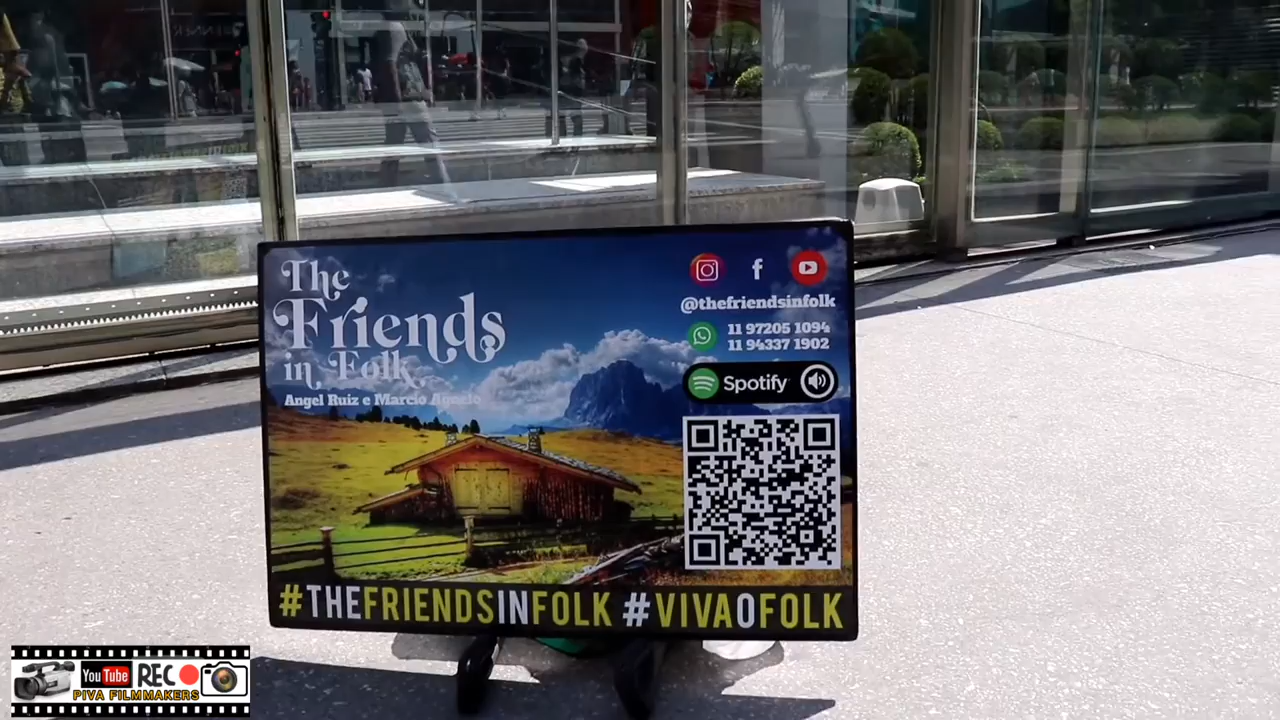 The
Friends
in Folk
Angel Ruiz e Marcio Agnelo
@thefriendsinfolk
11 97205 1094
11 94337 1902
Spotify
#THEFRIENDSINFOLK #VIVAOFOLK
YouTube REC
PIVA FILMMAKERS